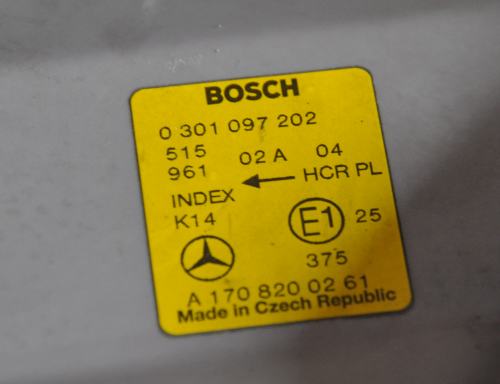 BOSCH
0 301 097 202
515 02 A 04
961 ← HCR PL
INDEX
K14 E1 25
375
A 170 820 02 61
Made in Czech Republic